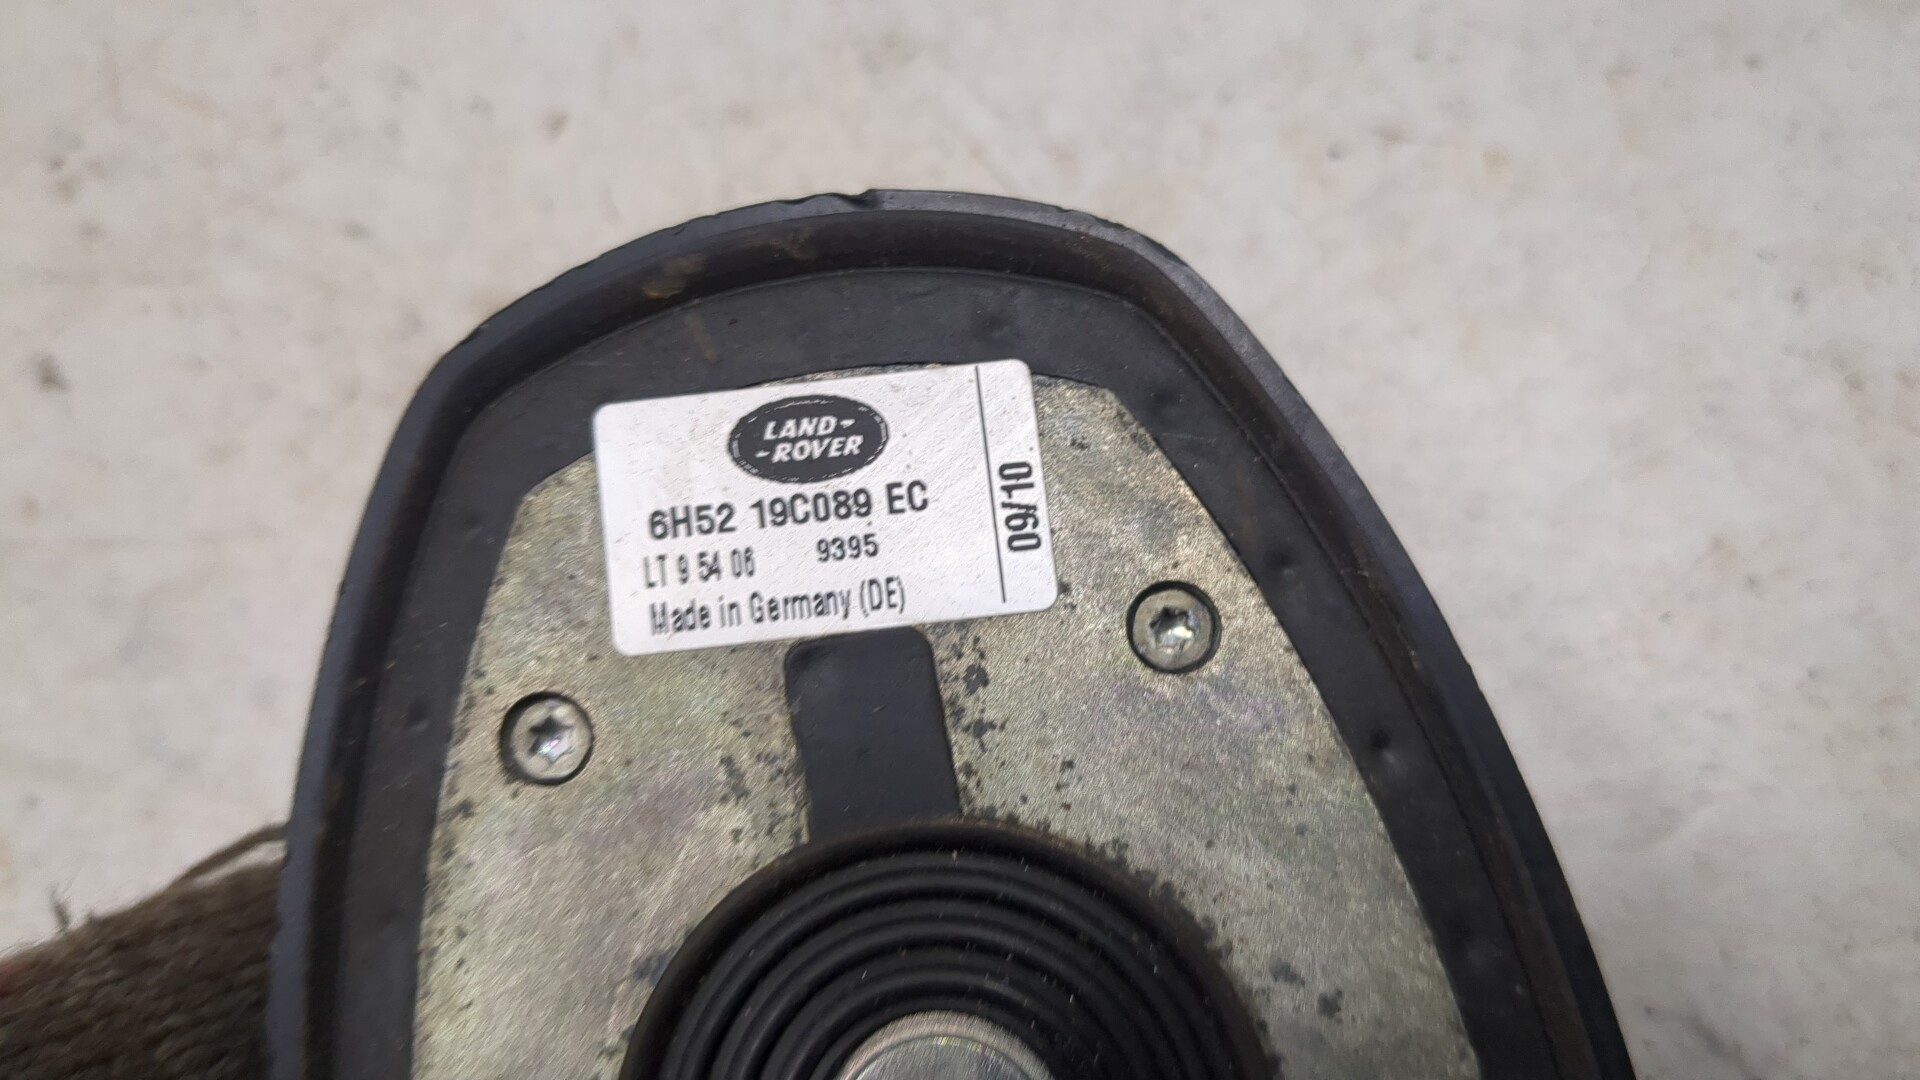 LAND-
-ROVER
6H52 19C089 EC
LT 9 54 06 9395
Made in Germany (DE)
09/10